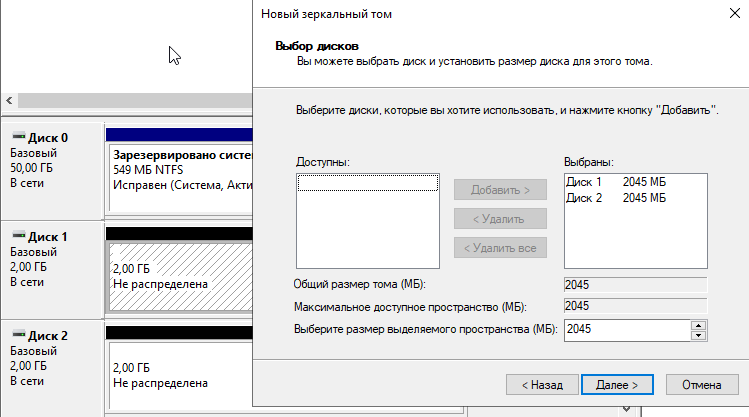 Новый зеркальный том
Выбор дисков
Вы можете выбрать диск и установить размер диска для этого тома.
Выберите диски, которые вы хотите использовать, и нажмите кнопку "Добавить".
Доступны:
Выбраны:
Добавить >
< Удалить
< Удалить все
Диск 1 2045 МБ
Диск 2 2045 МБ
Общий размер тома (МБ): 2045
Максимальное доступное пространство (МБ): 2045
Выберите размер выделяемого пространства (МБ): 2045
< Назад
Далее >
Отмена
Диск 0
Базовый
50,00 ГБ
В сети
Зарезервировано систе
549 МБ NTFS
Исправен (Система, Акти
Диск 1
Базовый
2,00 ГБ
В сети
2,00 ГБ
Не распределена
Диск 2
Базовый
2,00 ГБ
В сети
2,00 ГБ
Не распределена